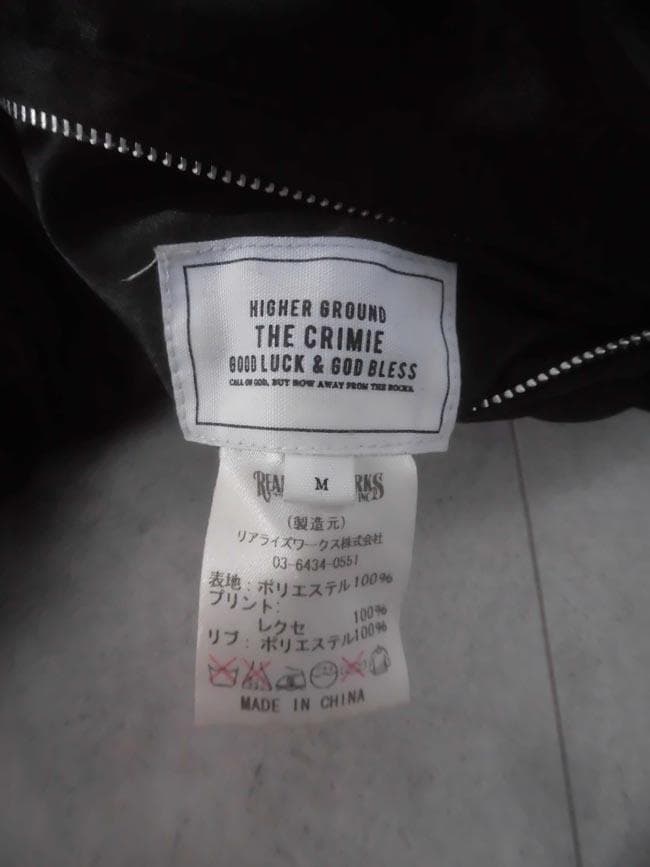 HIGHER GROUND
THE CRIMIE
GOOD LUCK & GOD BLESS
CALL ON GOD, BUT ROW AWAY FROM THE ROCKS.
M
REA RKS
INC
(製造元)
リアライズワークス株式会社
03-6434-0551
表地:ポリエステル100%
プリント:
レクセ 100%
リブ:ポリエステル100%
MADE IN CHINA